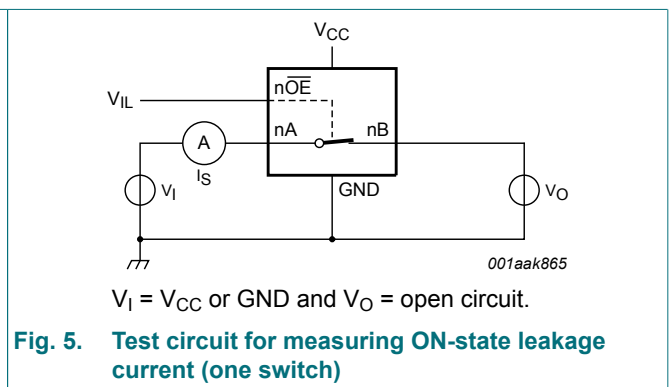 VCC
nOE
VIL
nA nB
A
IS
VI
GND
VO
001aak865
VI = VCC or GND and VO = open circuit.
Fig. 5. Test circuit for measuring ON-state leakage
current (one switch)